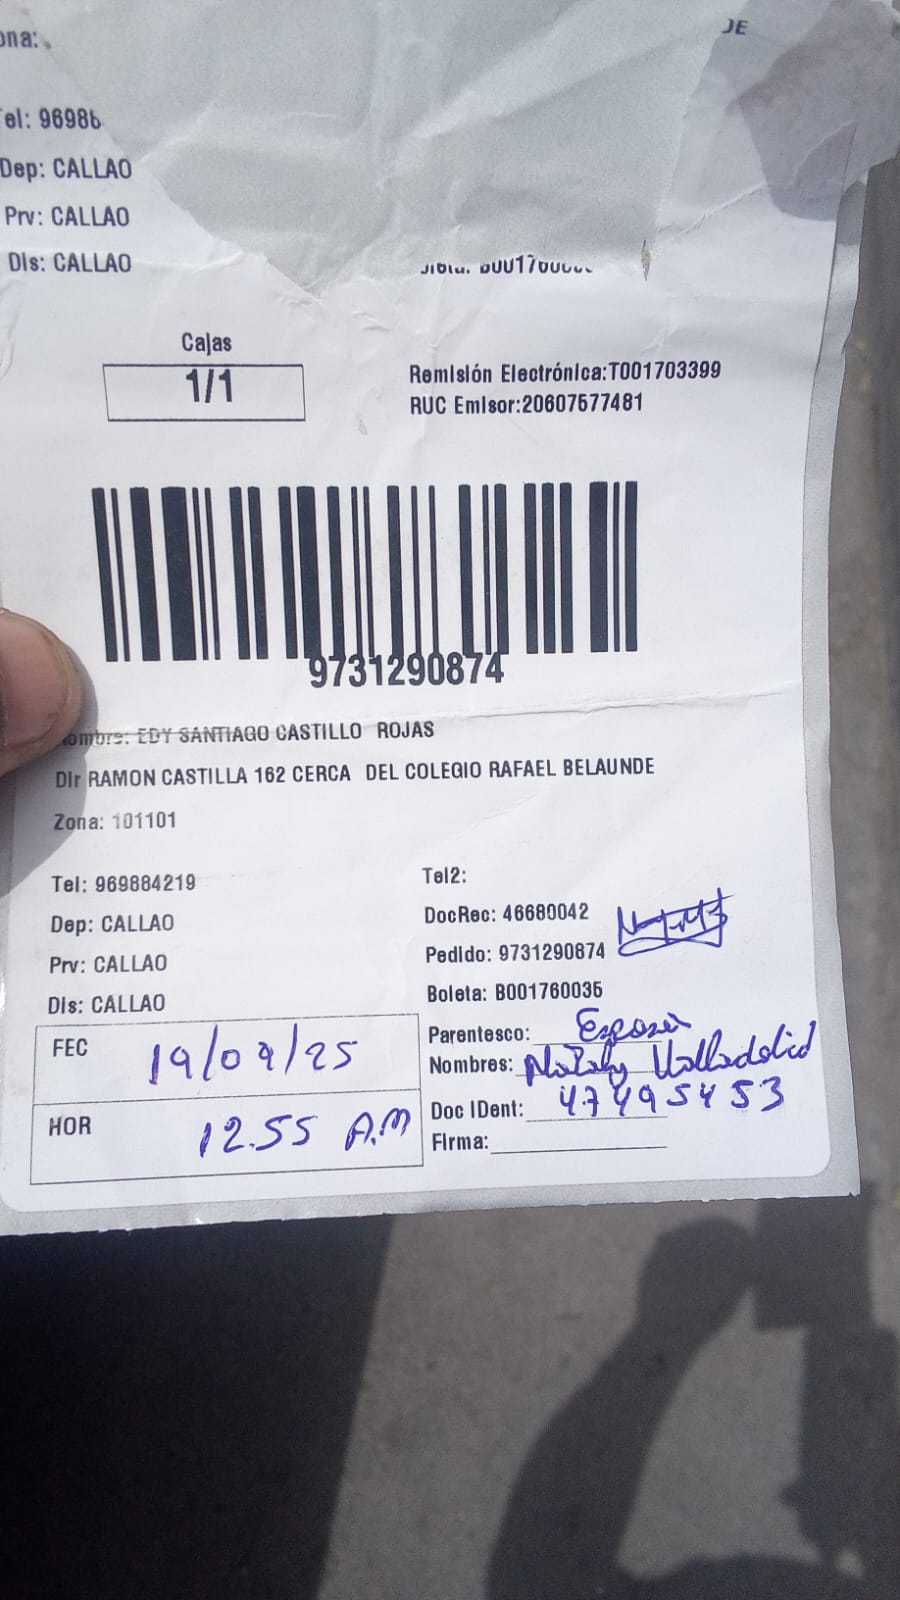 ona:
JE
Tel: 96988
Dep: CALLAO
Prv: CALLAO
Dis: CALLAO
Cajas
1/1
Remisión Electrónica:T001703399
RUC Emisor:20607577481
9731290874
Nombre: EDY SANTIAGO CASTILLO ROJAS
Dir RAMON CASTILLA 162 CERCA DEL COLEGIO RAFAEL BELAUNDE
Zona: 101101
Tel: 969884219
Tel2:
Dep: CALLAO
DocRec: 46680042
Prv: CALLAO
Pedido: 9731290874
Dis: CALLAO
Boleta: B001760035
FEC 19/09/25
Parentesco: Esposa
Nombres: Nataly Valladolid
HOR 12.55 A.M
Doc IDent: 47495453
Firma: